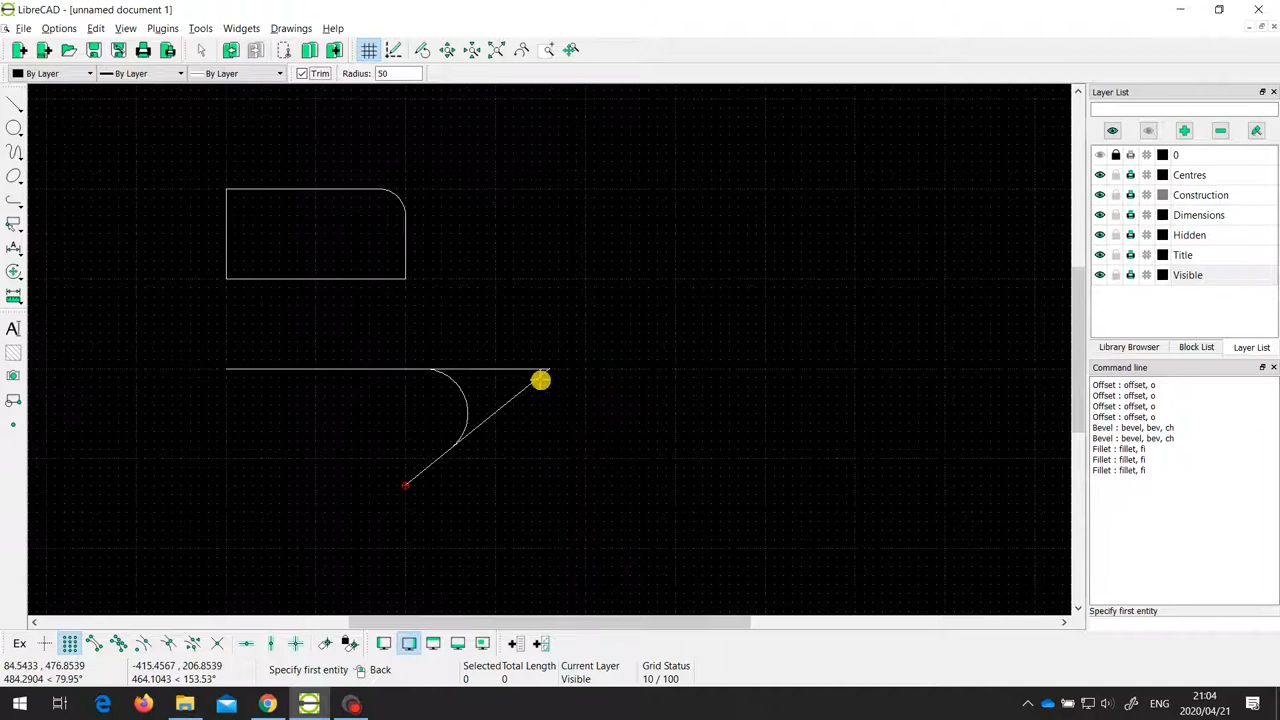 LibreCAD - [unnamed document 1]
File Options Edit View Plugins Tools Widgets Drawings Help
By Layer By Layer By Layer Trim Radius: 50
Layer List
0
Centres
Construction
Dimensions
Hidden
Title
Visible
Library Browser Block List Layer List
Command line
Offset : offset, o
Offset : offset, o
Offset : offset, o
Offset : offset, o
Bevel : bevel, bev, ch
Bevel : bevel, bev, ch
Fillet : fillet, fi
Fillet : fillet, fi
Fillet : fillet, fi
Specify first entity
Ex
84.5433 , 476.8539 -415.4567 , 206.8539 Specify first entity Back Selected Total Length Current Layer Grid Status
484.2904 < 79.95° 464.1043 < 153.53° 0 0 Visible 10 / 100
ENG 21:04
2020/04/21